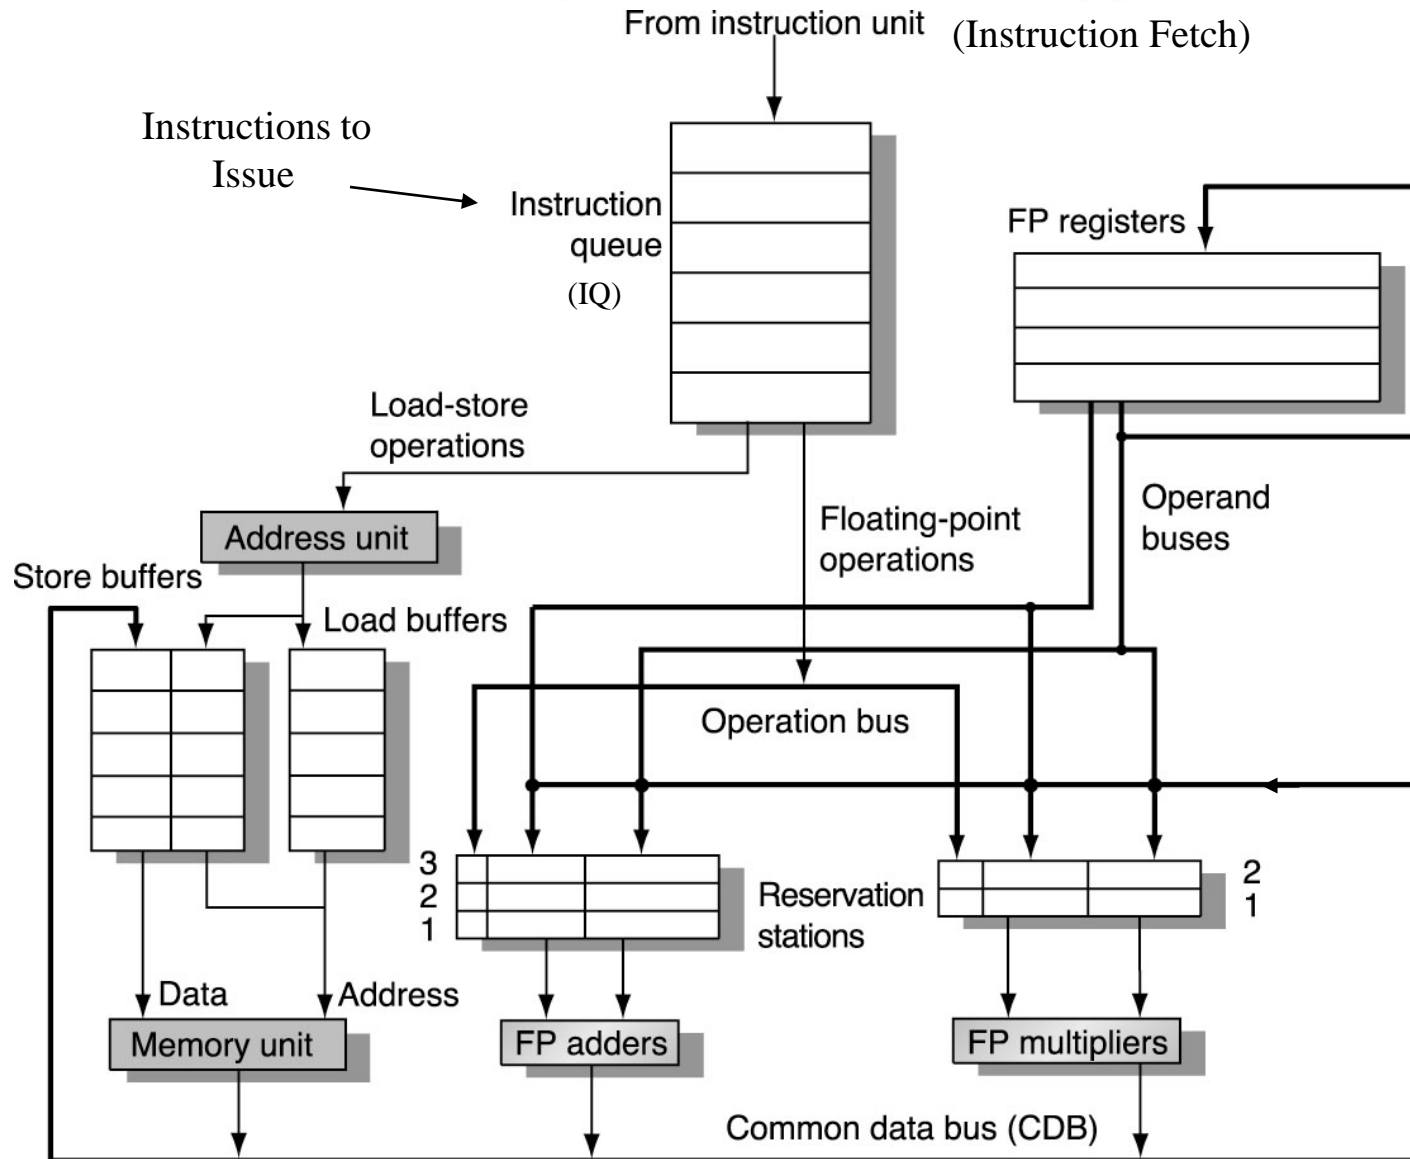 From instruction unit
(Instruction Fetch)
Instructions to
Issue
Instruction
queue
(IQ)
FP registers
Load-store
operations
Address unit
Floating-point
operations
Operand
buses
Store buffers
Load buffers
Operation bus
3
2
1
Reservation
stations
2
1
Data
Address
Memory unit
FP adders
FP multipliers
Common data bus (CDB)